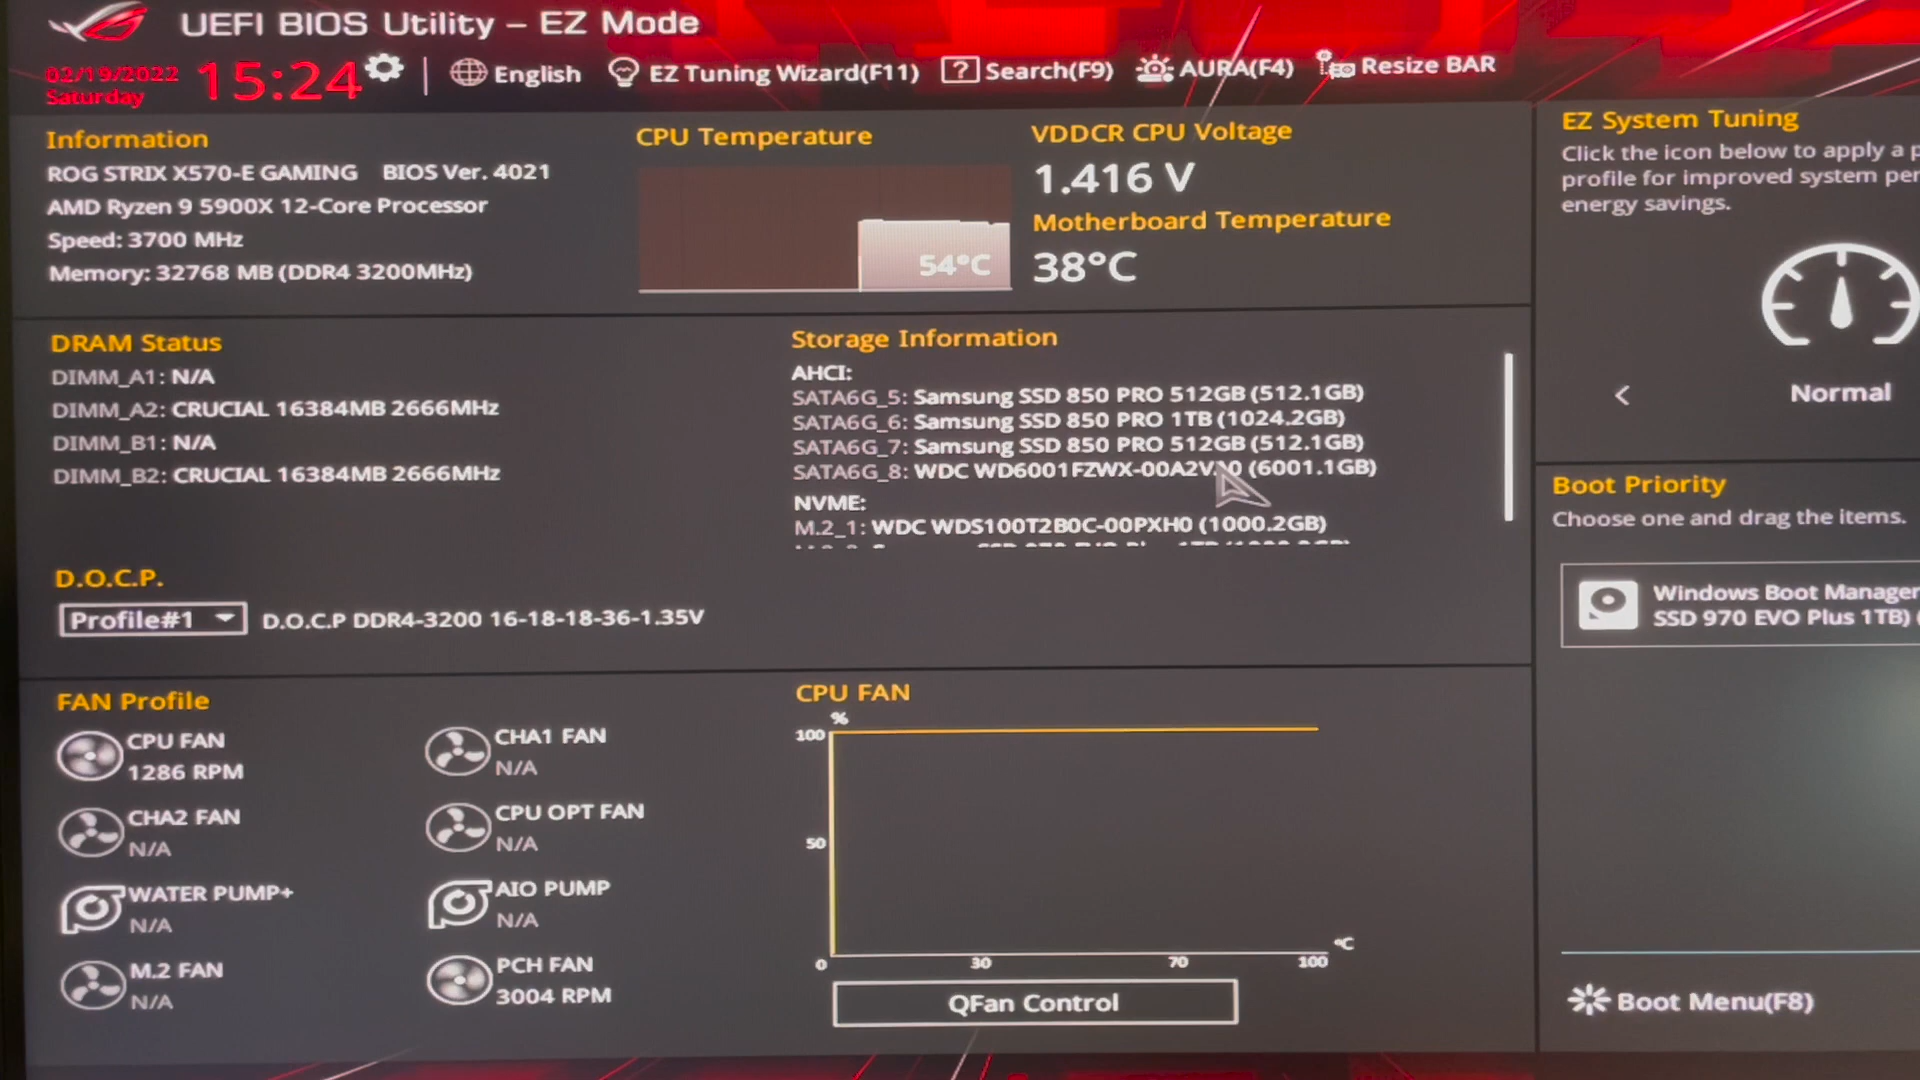 UEFI BIOS Utility – EZ Mode
02/19/2022
Saturday
15:24
English
EZ Tuning Wizard(F11)
Search(F9)
AURA(F4)
Resize BAR
Information
ROG STRIX X570-E GAMING BIOS Ver. 4021
AMD Ryzen 9 5900X 12-Core Processor
Speed: 3700 MHz
Memory: 32768 MB (DDR4 3200MHz)
CPU Temperature
54°C
VDDCR CPU Voltage
1.416 V
Motherboard Temperature
38°C
EZ System Tuning
Click the icon below to apply a p
profile for improved system per
energy savings.
Normal
DRAM Status
DIMM_A1: N/A
DIMM_A2: CRUCIAL 16384MB 2666MHz
DIMM_B1: N/A
DIMM_B2: CRUCIAL 16384MB 2666MHz
Storage Information
AHCI:
SATA6G_5: Samsung SSD 850 PRO 512GB (512.1GB)
SATA6G_6: Samsung SSD 850 PRO 1TB (1024.2GB)
SATA6G_7: Samsung SSD 850 PRO 512GB (512.1GB)
SATA6G_8: WDC (6001.1GB)
NVME:
M.2_1: WDC WDS100T2B0C-00PXH0 (1000.2GB)
Boot Priority
Choose one and drag the items.
Windows Boot Manager
SSD 970 EVO Plus 1TB)
Boot Menu(F8)
D.O.C.P.
Profile#1
D.O.C.P DDR4-3200 16-18-18-36-1.35V
FAN Profile
CPU FAN
1286 RPM
CHA1 FAN
N/A
CHA2 FAN
N/A
CPU OPT FAN
N/A
WATER PUMP+
N/A
AIO PUMP
N/A
M.2 FAN
N/A
PCH FAN
3004 RPM
CPU FAN
%
100
50
0
30
70
100
°C
QFan Control